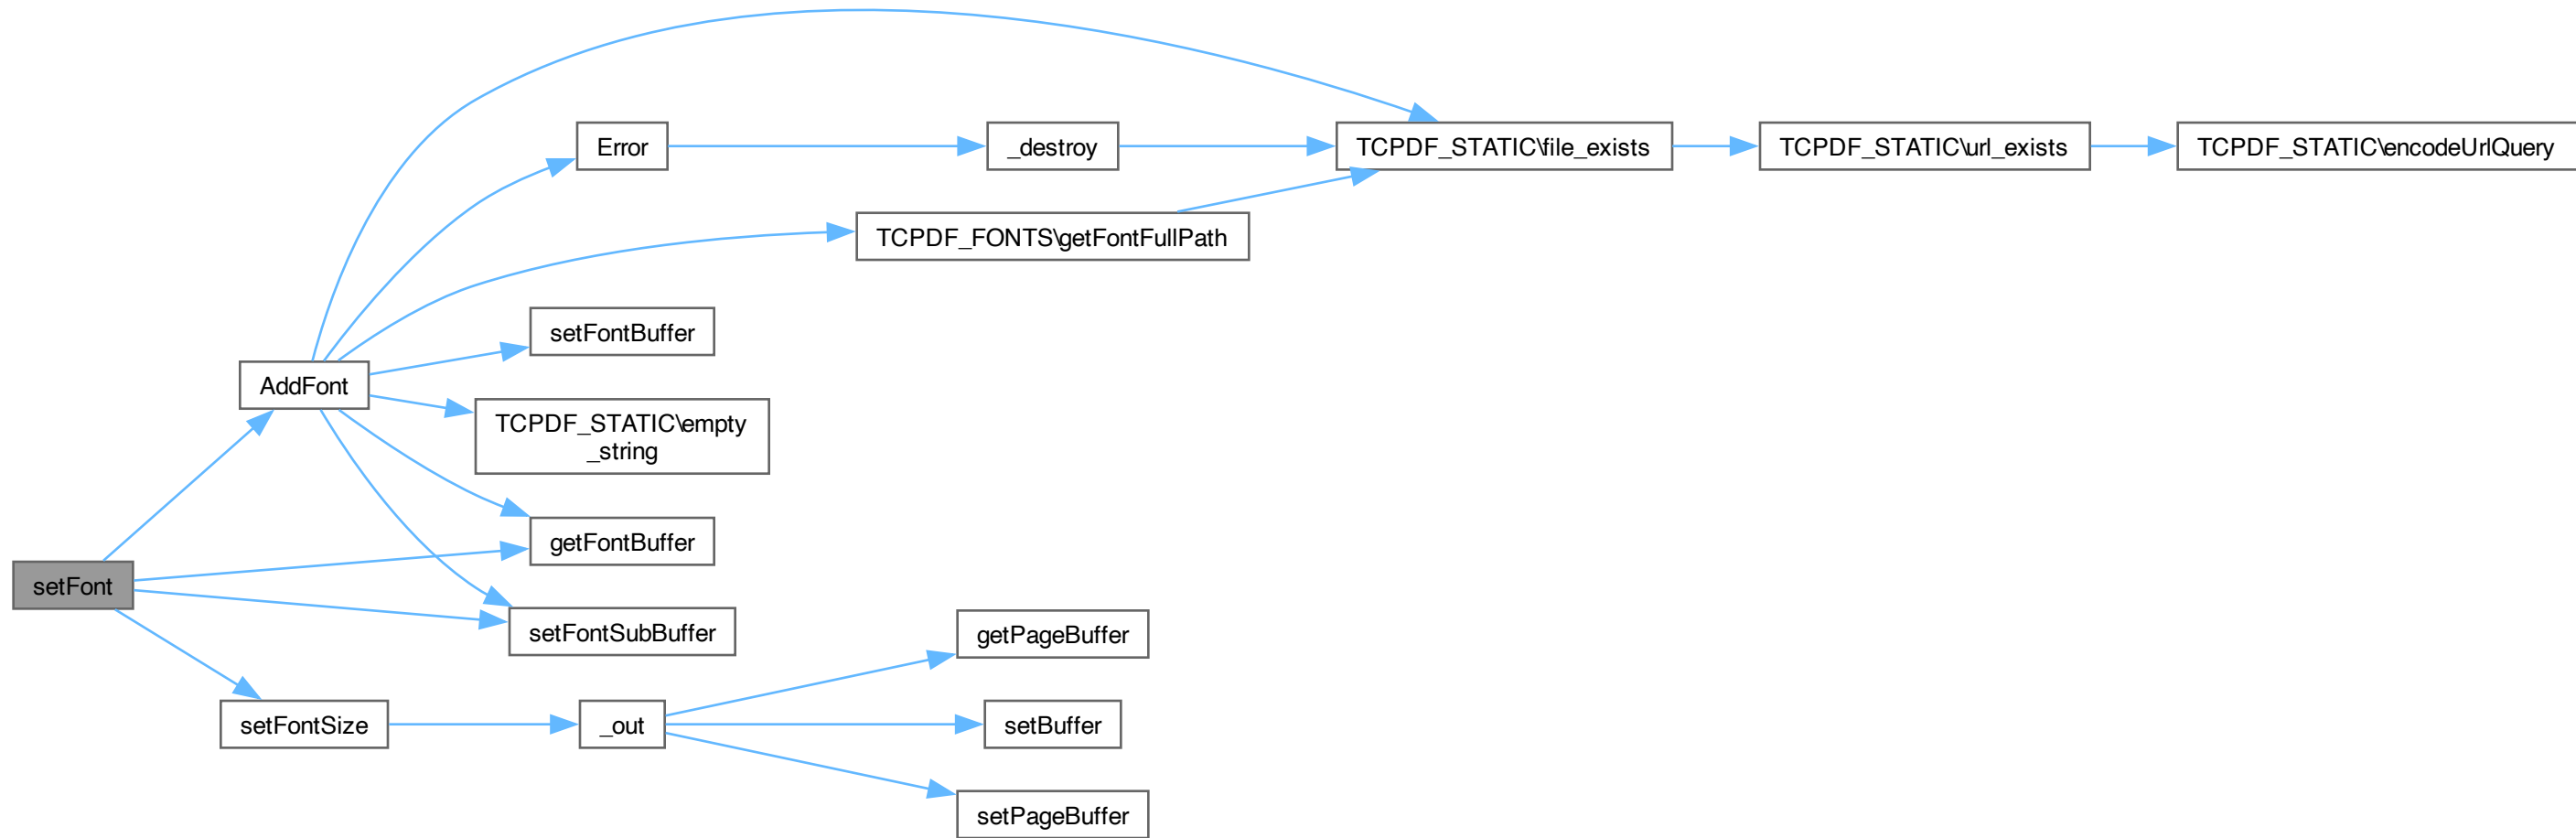 Error
_destroy
TCPDF_STATIC\file_exists
TCPDF_STATIC\url_exists
TCPDF_STATIC\encodeUrlQuery
TCPDF_FONTS\getFontFullPath
setFontBuffer
AddFont
TCPDF_STATIC\empty
_string
getFontBuffer
setFont
setFontSubBuffer
getPageBuffer
setFontSize
_out
setBuffer
setPageBuffer